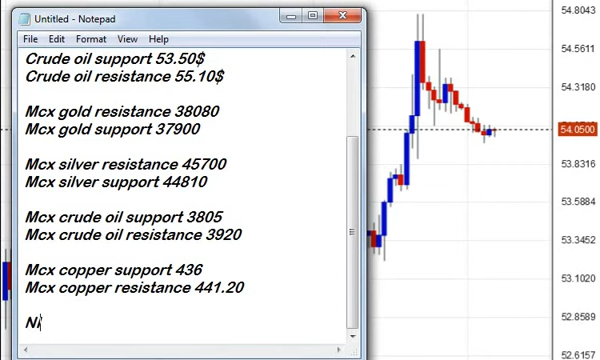 Untitled - Notepad
File Edit Format View Help
Crude oil support 53.50$
Crude oil resistance 55.10$
Mcx gold resistance 38080
Mcx gold support 37900
Mcx silver resistance 45700
Mcx silver support 44810
Mcx crude oil support 3805
Mcx crude oil resistance 3920
Mcx copper support 436
Mcx copper resistance 441.20
Ni
54.8043
54.5611
54.3180
54.0500
53.8316
53.5884
53.3452
53.1020
52.8589
52.6157